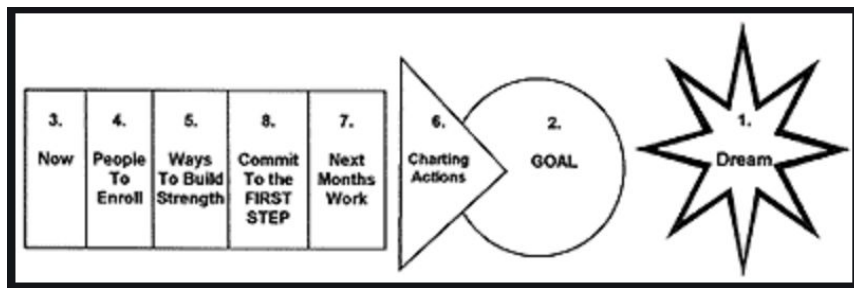 3.
Now
4.
People
To
Enroll
5.
Ways
To Build
Strength
8.
Commit
To the
FIRST
STEP
7.
Next
Months
Work
6.
Charting
Actions
2.
GOAL
1.
Dream